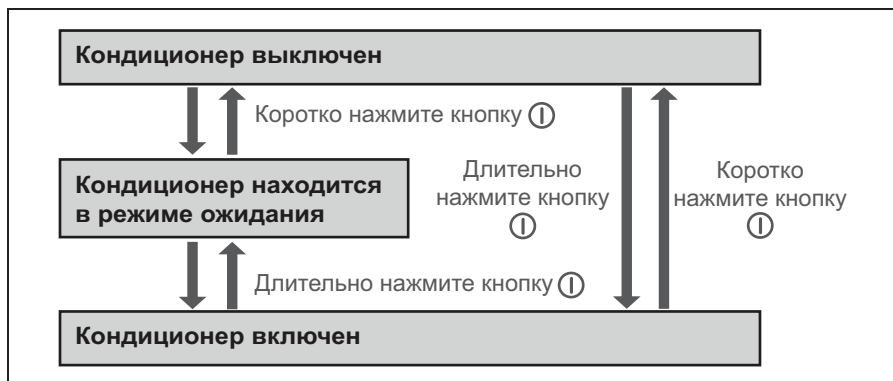 Кондиционер выключен
Коротко нажмите кнопку
Кондиционер находится
в режиме ожидания
Длительно
нажмите кнопку
Коротко
нажмите кнопку
Длительно нажмите кнопку
Кондиционер включен